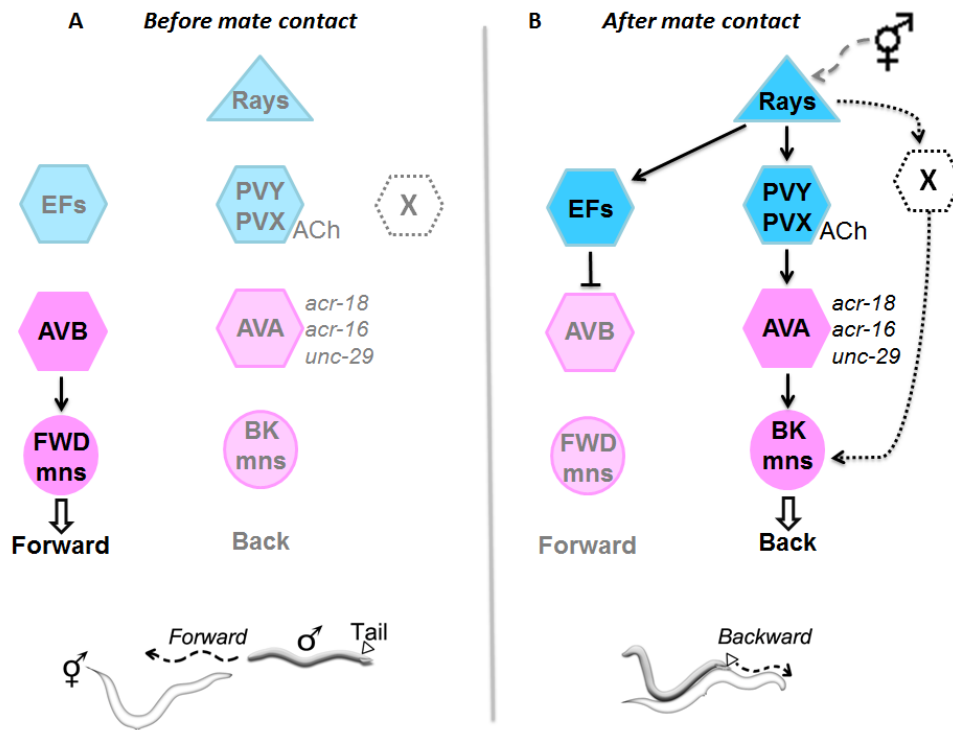 A
Before mate contact
Rays
EFs
PVY
PVX
ACh
X
AVB
AVA
acr-18
acr-16
unc-29
FWD
mns
BK
mns
Forward
Back
Forward
♂
Tail
⚥
B
After mate contact
⚥
Rays
EFs
PVY
PVX
ACh
X
AVB
AVA
acr-18
acr-16
unc-29
FWD
mns
BK
mns
Forward
Back
Backward